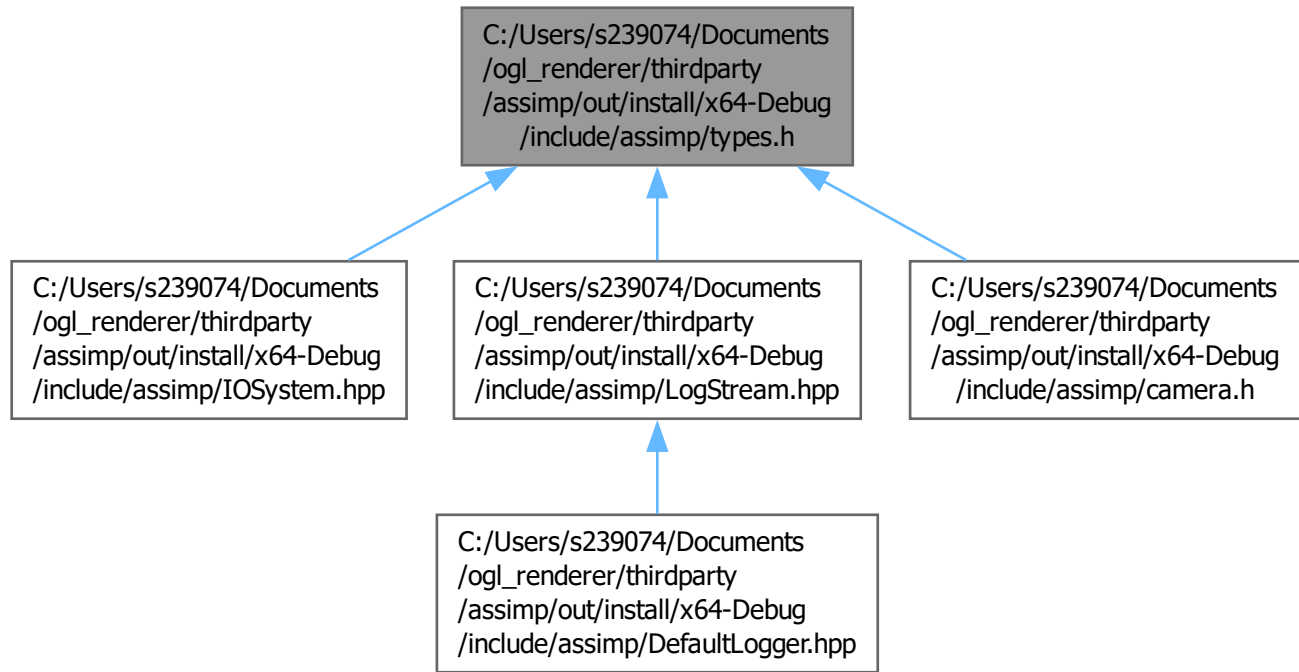 C:/Users/s239074/Documents
/ogl_renderer/thirdparty
/assimp/out/install/x64-Debug
/include/assimp/types.h
C:/Users/s239074/Documents
/ogl_renderer/thirdparty
/assimp/out/install/x64-Debug
/include/assimp/IOSystem.hpp
C:/Users/s239074/Documents
/ogl_renderer/thirdparty
/assimp/out/install/x64-Debug
/include/assimp/LogStream.hpp
C:/Users/s239074/Documents
/ogl_renderer/thirdparty
/assimp/out/install/x64-Debug
/include/assimp/camera.h
C:/Users/s239074/Documents
/ogl_renderer/thirdparty
/assimp/out/install/x64-Debug
/include/assimp/DefaultLogger.hpp